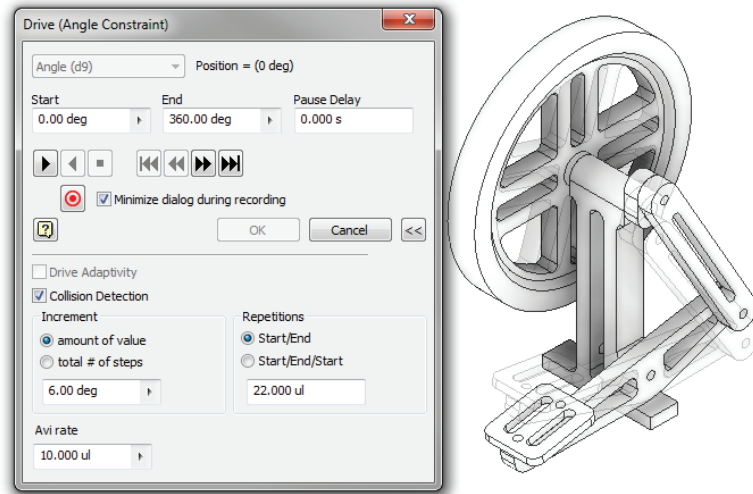 Drive (Angle Constraint)
Angle (d9) Position = (0 deg)
Start End Pause Delay
0.00 deg 360.00 deg 0.000 s
Minimize dialog during recording
OK Cancel <<
Drive Adaptivity
Collision Detection
Increment Repetitions
amount of value Start/End
total # of steps Start/End/Start
6.00 deg 22.000 ul
Avi rate
10.000 ul